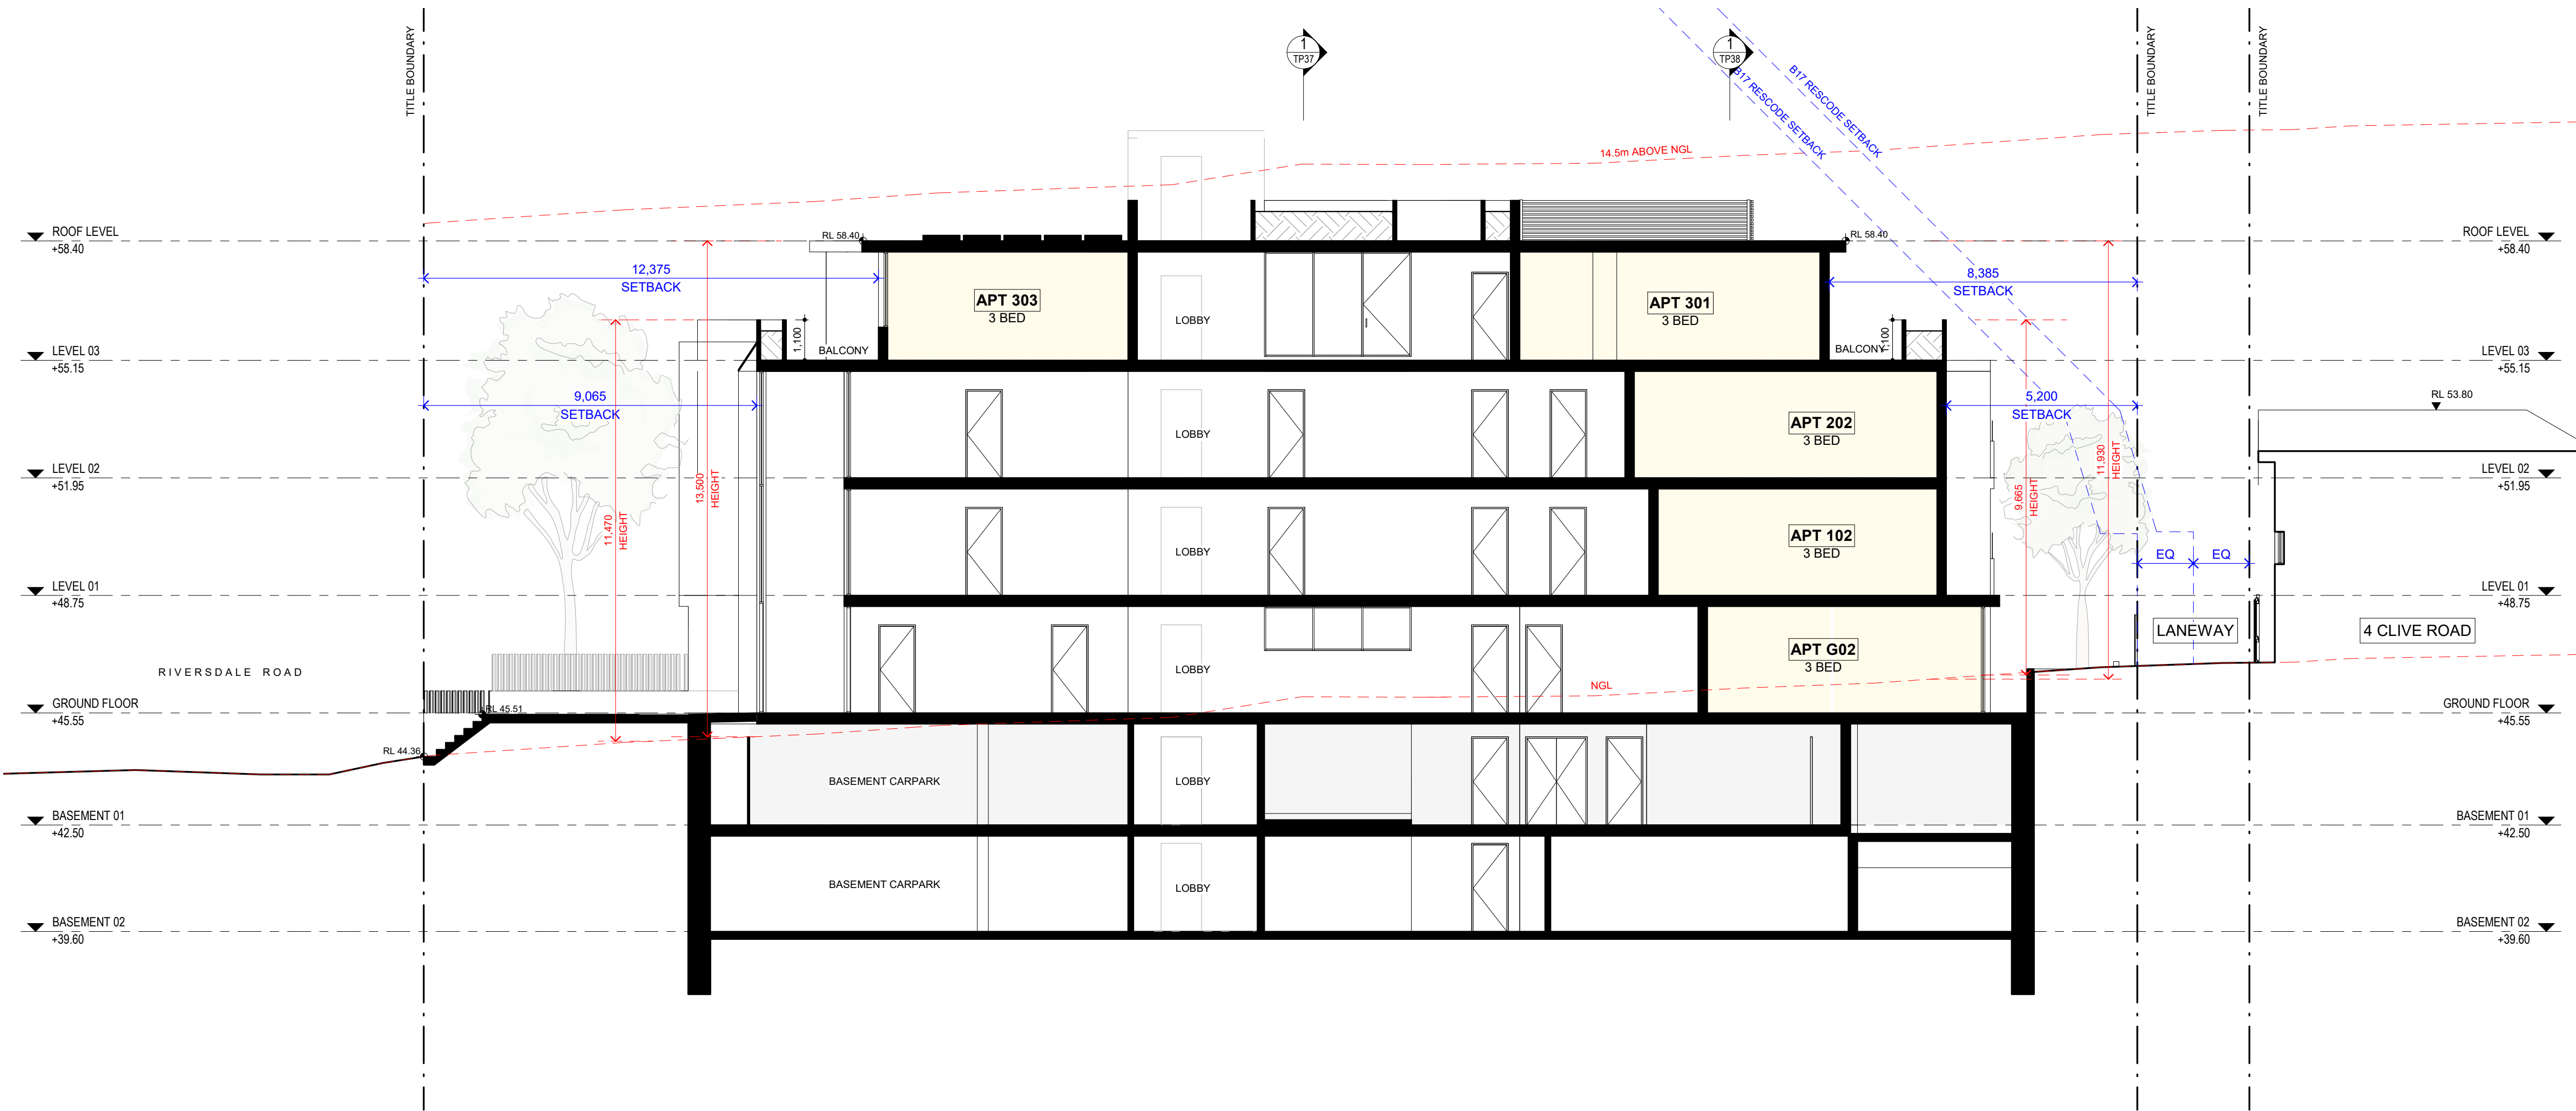 TITLE BOUNDARY
1
TP37
1
TP38
B17 RESCODE SETBACK
B17 RESCODE SETBACK
TITLE BOUNDARY
TITLE BOUNDARY
14.5m ABOVE NGL
ROOF LEVEL
+58.40
RL 58.40
RL 58.40
ROOF LEVEL
+58.40
12,375
SETBACK
8,385
SETBACK
APT 303
3 BED
LOBBY
APT 301
3 BED
1,100
BALCONY
BALCONY
1,100
LEVEL 03
+55.15
LEVEL 03
+55.15
9,065
SETBACK
5,200
SETBACK
RL 53.80
APT 202
3 BED
LOBBY
LEVEL 02
+51.95
13,500
HEIGHT
11,470
HEIGHT
9,665
HEIGHT
11,930
HEIGHT
LEVEL 02
+51.95
APT 102
3 BED
LOBBY
EQ
EQ
LEVEL 01
+48.75
LEVEL 01
+48.75
LANEWAY
4 CLIVE ROAD
RIVERSDALE ROAD
LOBBY
APT G02
3 BED
NGL
GROUND FLOOR
+45.55
RL 45.51
GROUND FLOOR
+45.55
RL 44.36
BASEMENT CARPARK
LOBBY
BASEMENT 01
+42.50
BASEMENT 01
+42.50
BASEMENT CARPARK
LOBBY
BASEMENT 02
+39.60
BASEMENT 02
+39.60